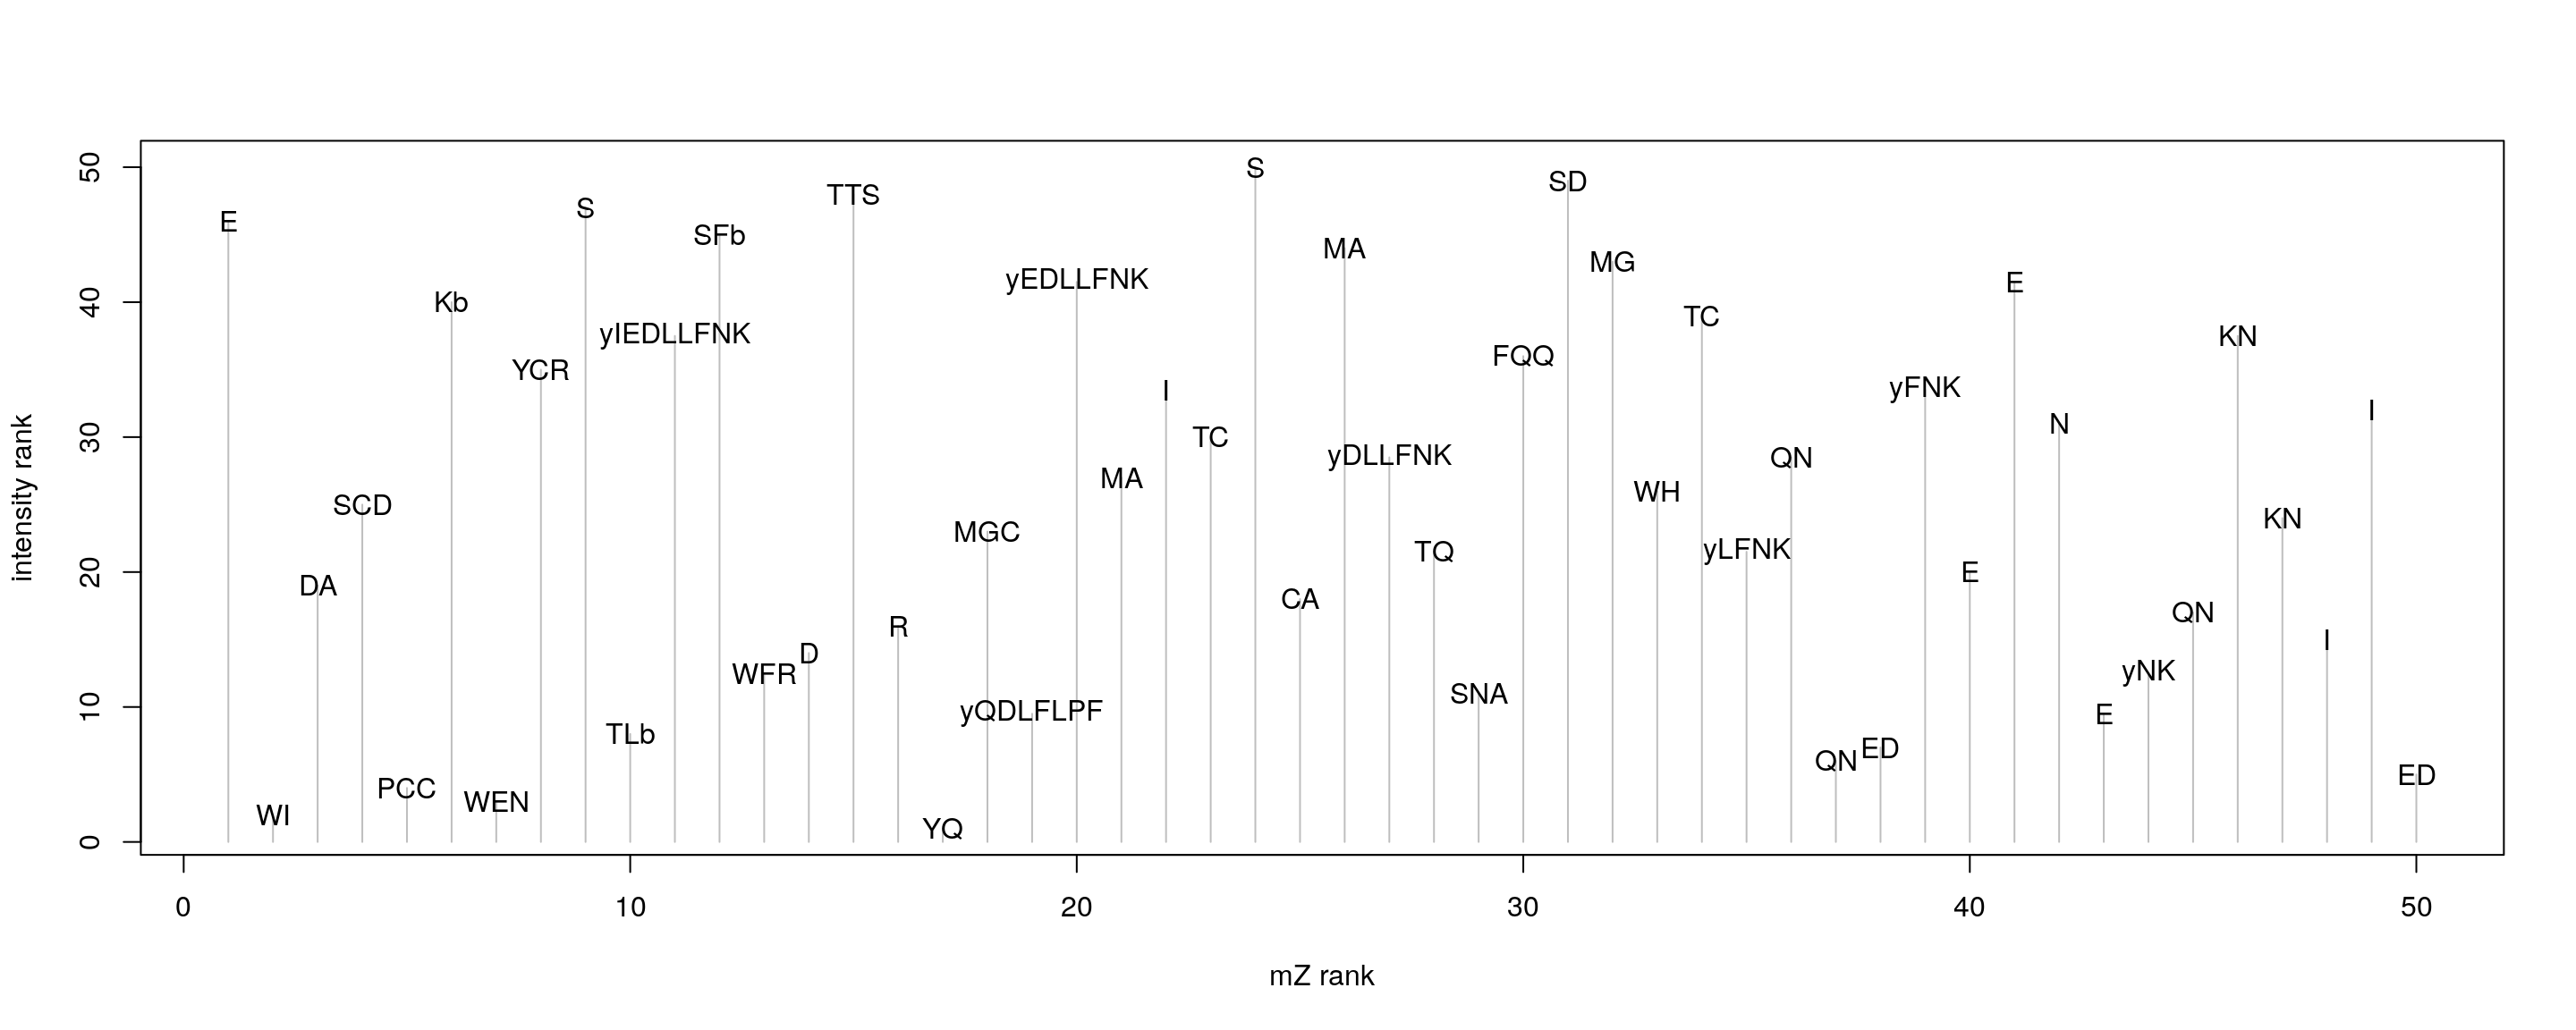 S
SD
TTS
S
E
SFb
MA
MG
yEDLLFNK
E
Kb
TC
yIEDLLFNK
KN
YCR
FQQ
I
yFNK
I
N
TC
yDLLFNK
QN
MA
WH
SCD
KN
MGC
TQ
yLFNK
E
DA
CA
QN
R
I
D
WFR
yNK
SNA
yQDLFLPF
E
TLb
ED
QN
ED
PCC
WEN
WI
YQ
50
40
30
20
10
0
intensity rank
0 10 20 30 40 50
mZ rank